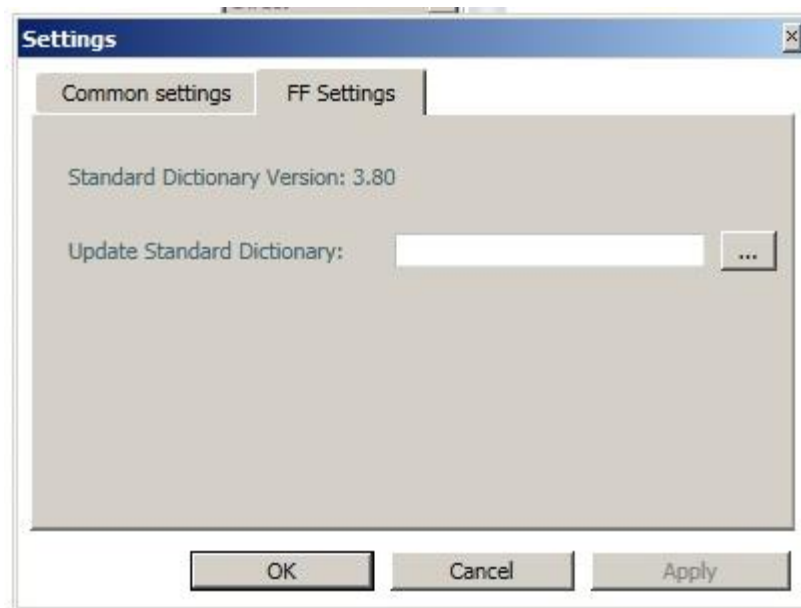 Settings
Common settings
FF Settings
Standard Dictionary Version: 3.80
Update Standard Dictionary:
...
OK
Cancel
Apply